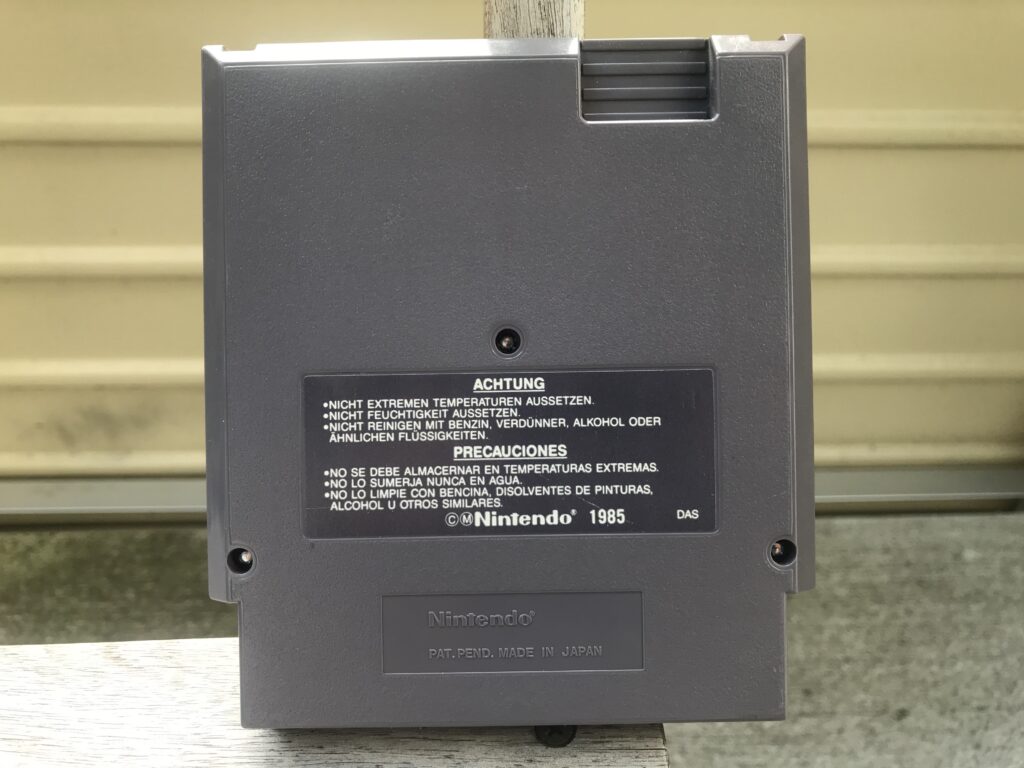 ACHTUNG
•NICHT EXTREMEN TEMPERATUREN AUSSETZEN.
•NICHT FEUCHTIGKEIT AUSSETZEN.
•NICHT REINIGEN MIT BENZIN, VERDÜNNER, ALKOHOL ODER
ÄHNLICHEN FLÜSSIGKEITEN.
PRECAUCIONES
•NO SE DEBE ALMACERNAR EN TEMPERATURAS EXTREMAS.
•NO LO SUMERJA NUNCA EN AGUA.
•NO LO LIMPIE CON BENCINA, DISOLVENTES DE PINTURAS,
ALCOHOL U OTROS SIMILARES.
©Ⓜ Nintendo® 1985 DAS
Nintendo®
PAT. PEND. MADE IN JAPAN